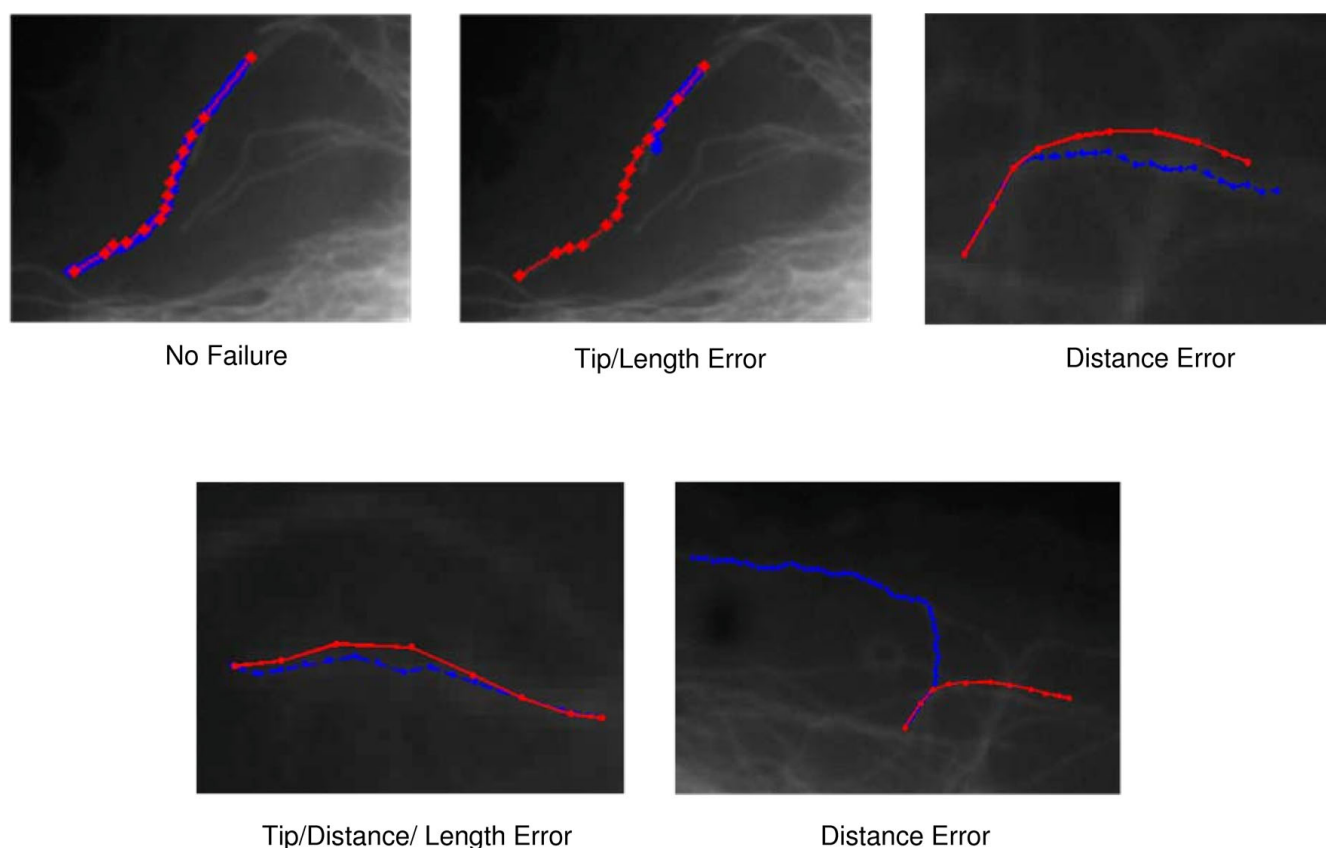 No Failure
Tip/Length Error
Distance Error
Tip/Distance/ Length Error
Distance Error